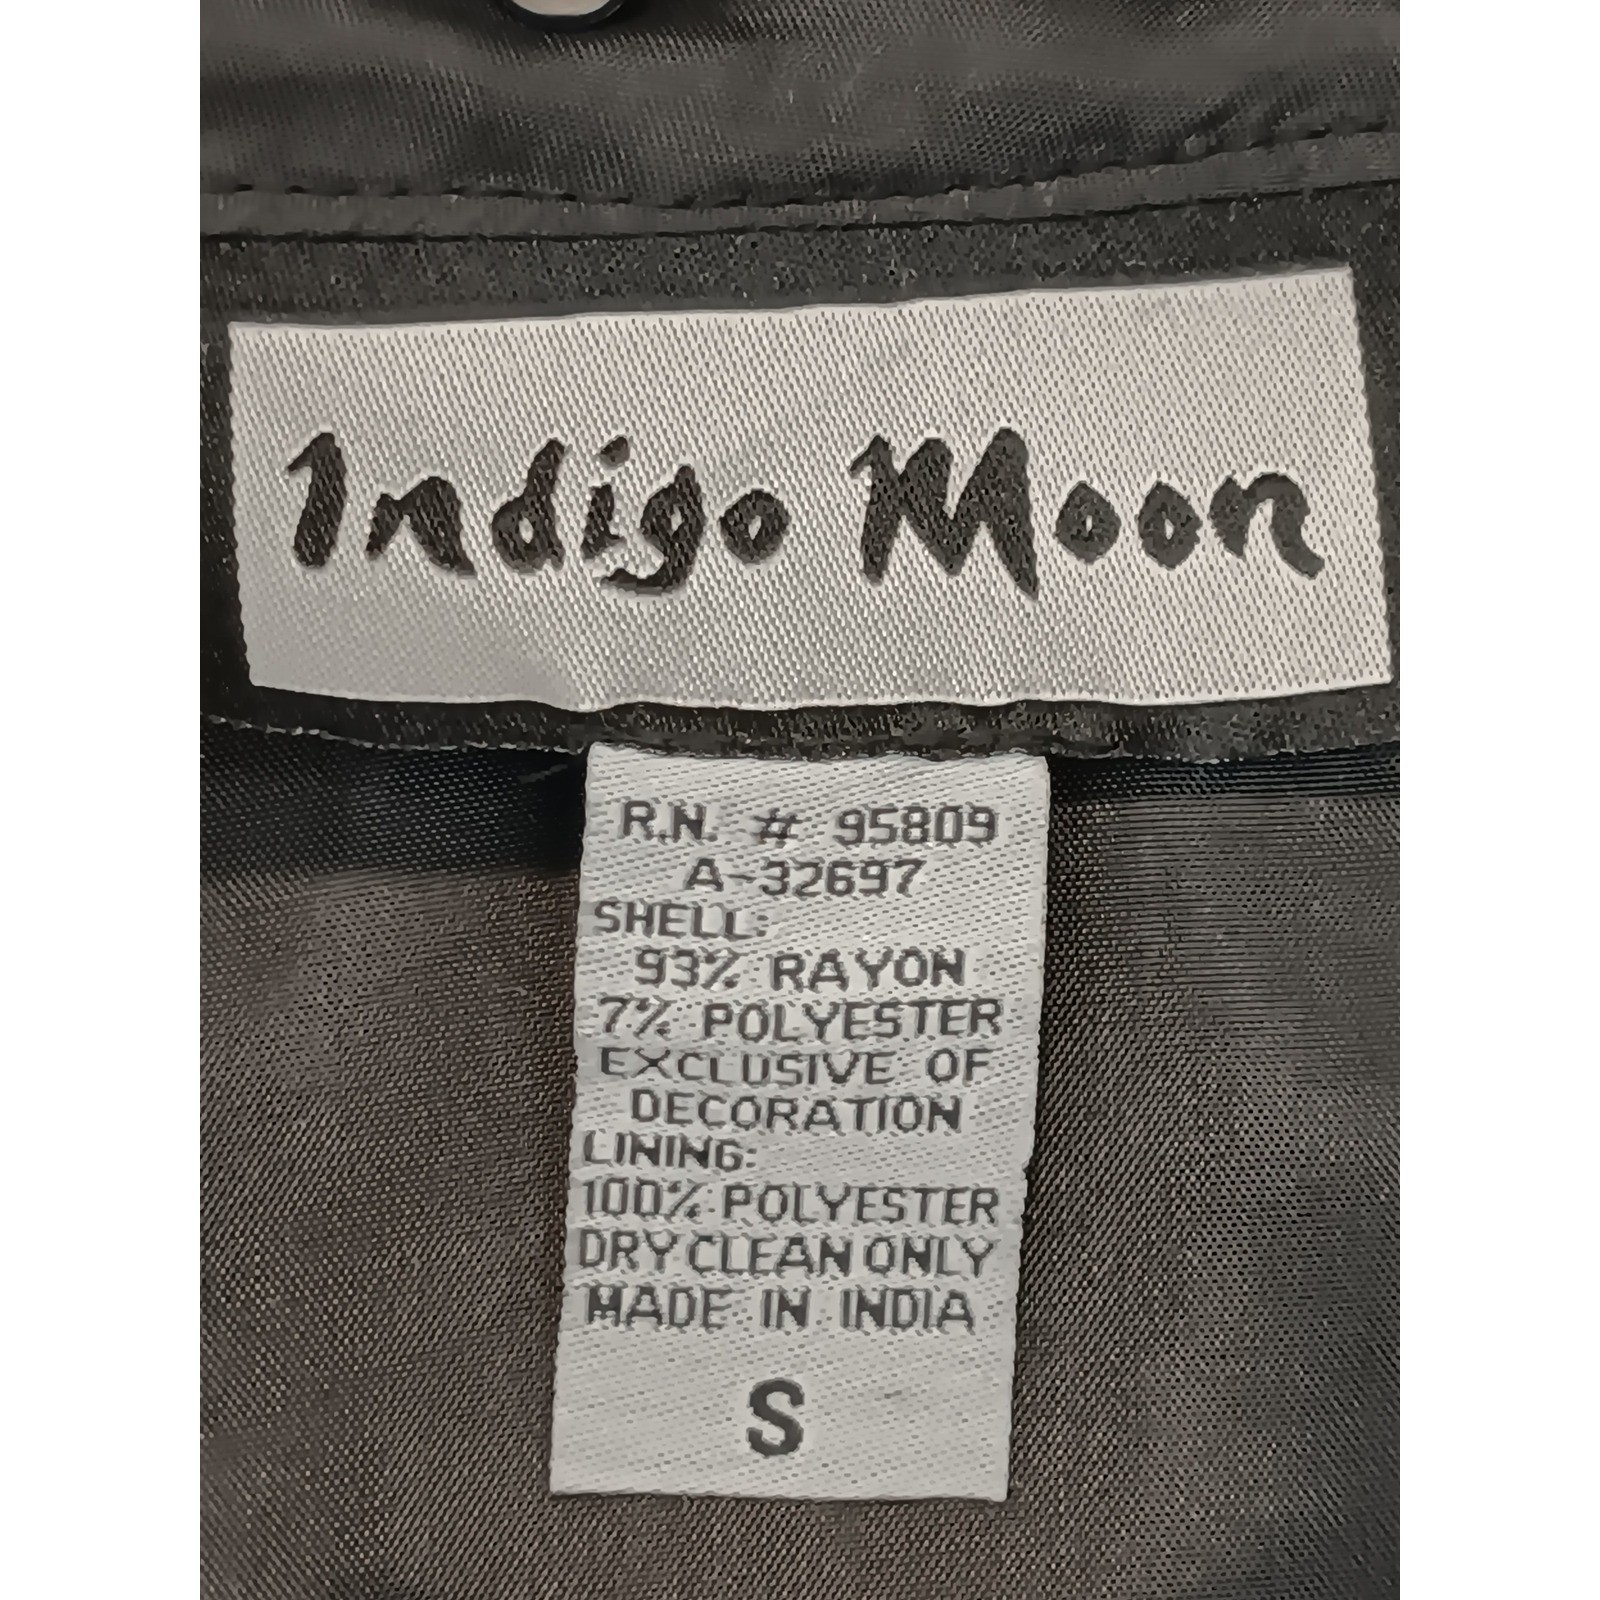 Indigo Moon
R.N. # 95809
A-32697
SHELL:
93% RAYON
7% POLYESTER
EXCLUSIVE OF
DECORATION
LINING:
100% POLYESTER
DRY CLEAN ONLY
MADE IN INDIA
S